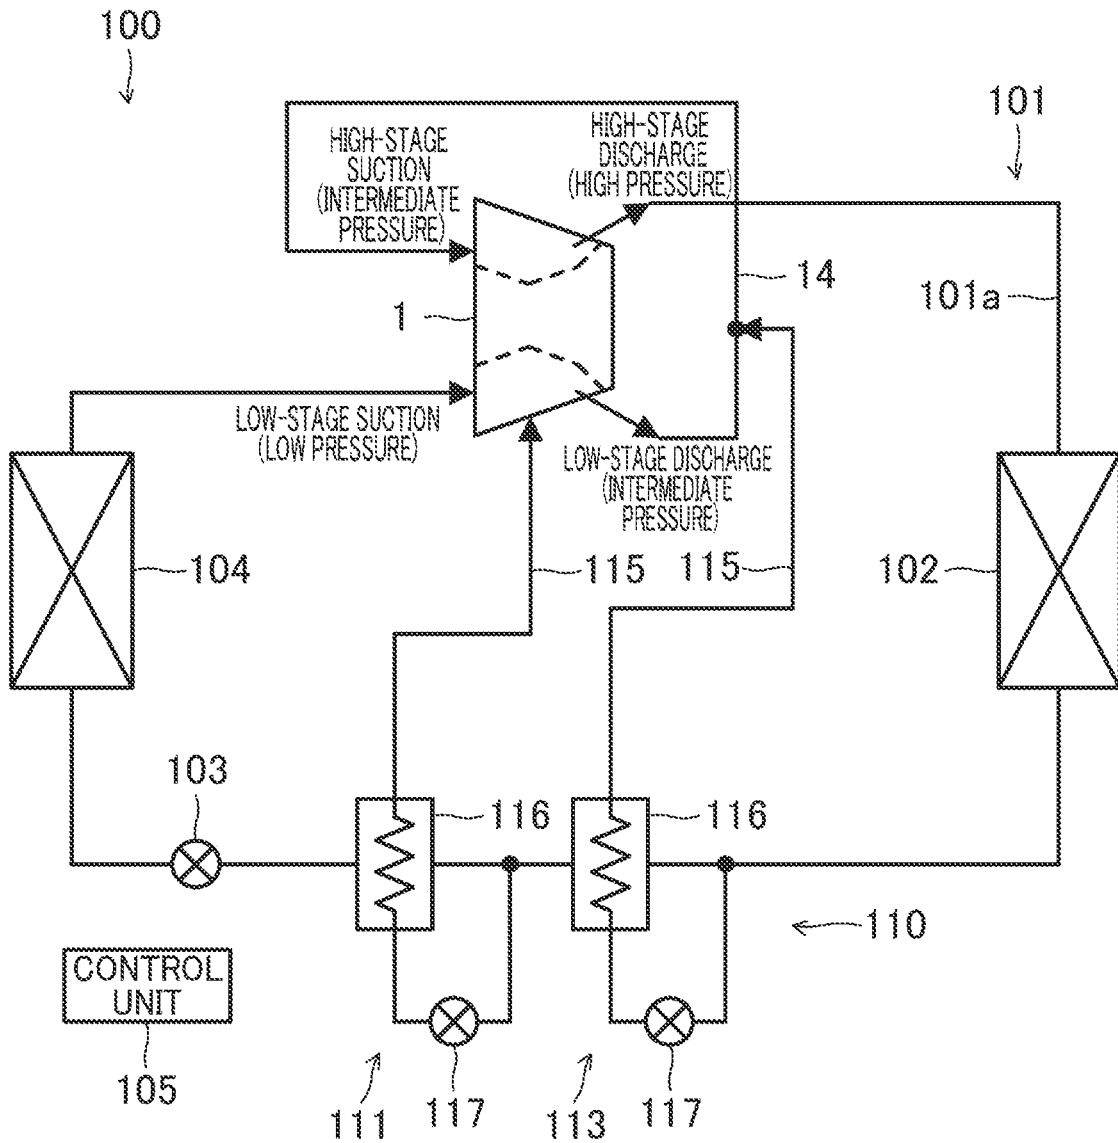 100
101
HIGH-STAGE
SUCTION
(INTERMEDIATE
PRESSURE)
HIGH-STAGE
DISCHARGE
(HIGH PRESSURE)
14
101a
1
LOW-STAGE SUCTION
(LOW PRESSURE)
LOW-STAGE DISCHARGE
(INTERMEDIATE
PRESSURE)
104
115
115
102
103
116
116
110
CONTROL
UNIT
105
111
117
113
117